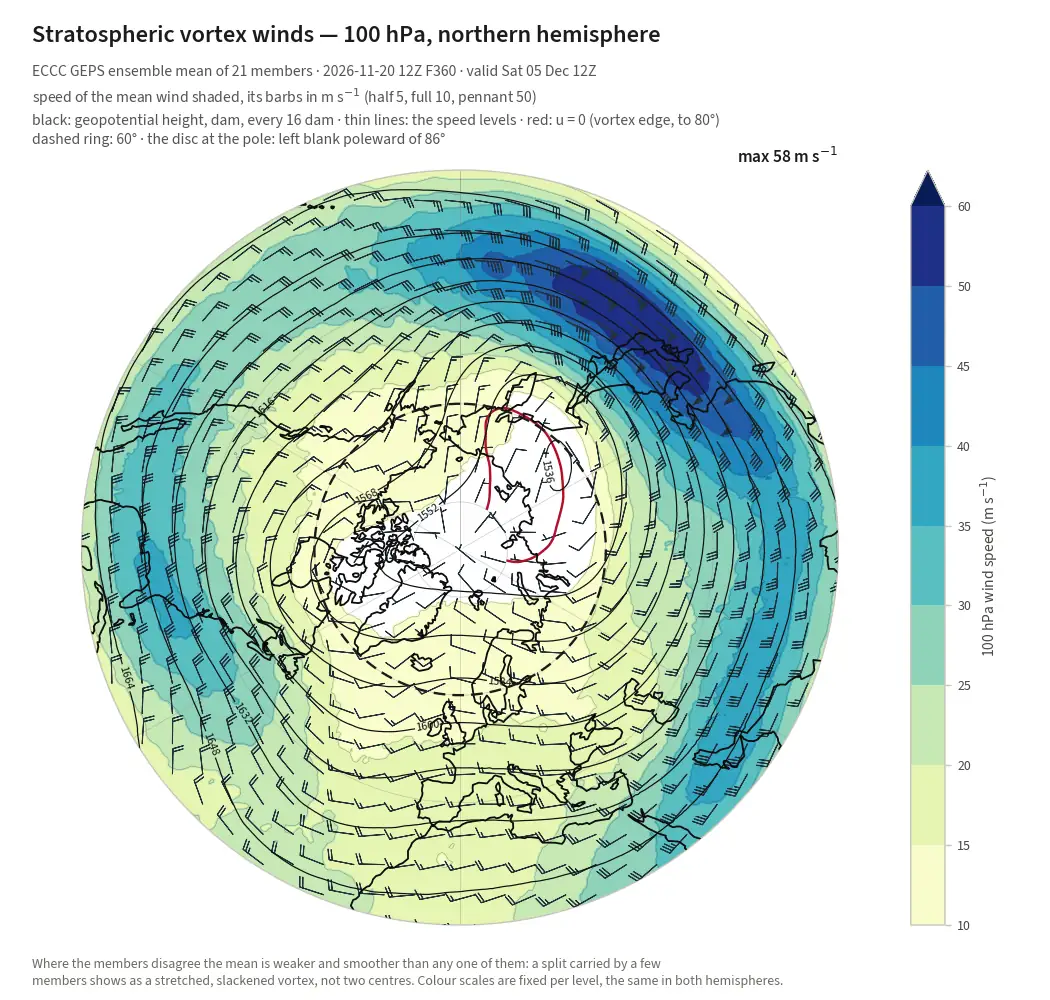 Stratospheric vortex winds — 100 hPa, northern hemisphere
ECCC GEPS ensemble mean of 21 members · 2026-11-20 12Z F360 · valid Sat 05 Dec 12Z
speed of the mean wind shaded, its barbs in m s⁻¹ (half 5, full 10, pennant 50)
black: geopotential height, dam, every 16 dam · thin lines: the speed levels · red: u = 0 (vortex edge, to 80°)
dashed ring: 60° · the disc at the pole: left blank poleward of 86°
max 58 m s⁻¹
60
50
45
40
35
30
25
20
15
10
100 hPa wind speed (m s⁻¹)
1616
1536
1568
1552
1584
1664
1632
1600
1648
Where the members disagree the mean is weaker and smoother than any one of them: a split carried by a few
members shows as a stretched, slackened vortex, not two centres. Colour scales are fixed per level, the same in both hemispheres.